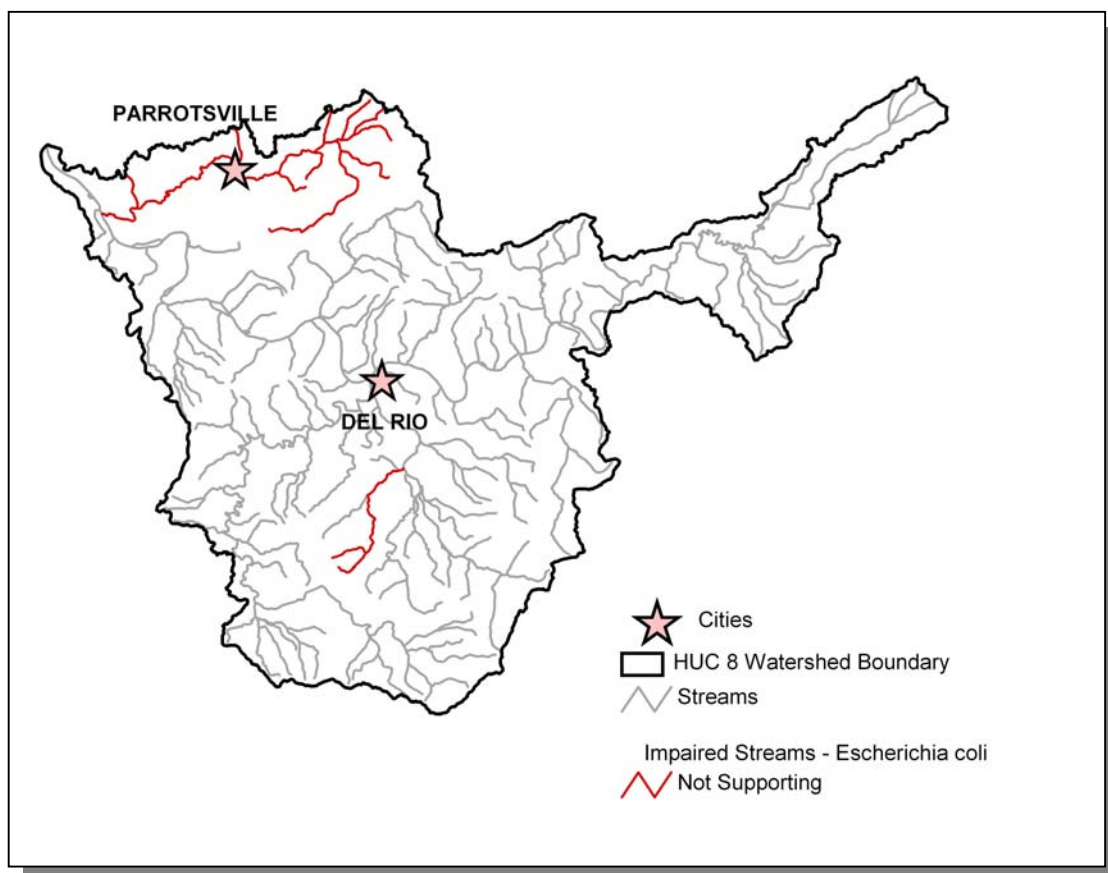 PARROTSVILLE
DEL RIO
Cities
HUC 8 Watershed Boundary
Streams
Impaired Streams - Escherichia coli
Not Supporting